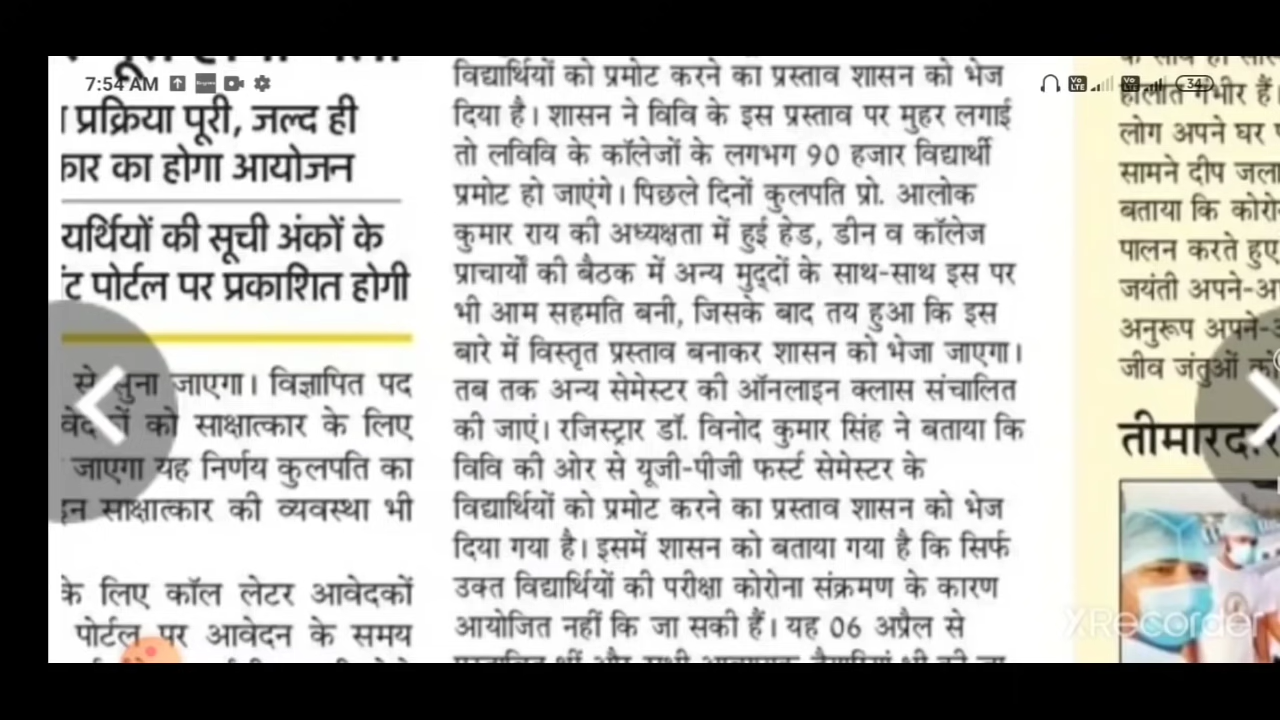 7:54 AM
34
प्रक्रिया पूरी, जल्द ही
कार का होगा आयोजन
यर्थियों की सूची अंकों के
पोर्टल पर प्रकाशित होगी
से सुना जाएगा। विज्ञापित पद
को साक्षात्कार के लिए
जाएगा यह निर्णय कुलपति का
साक्षात्कार की व्यवस्था भी
के लिए कॉल लेटर आवेदकों
पोर्टल पर आवेदन के समय
विद्यार्थियों को प्रमोट करने का प्रस्ताव शासन को भेज
दिया है। शासन ने विवि के इस प्रस्ताव पर मुहर लगाई
तो लविवि के कॉलेजों के लगभग 90 हजार विद्यार्थी
प्रमोट हो जाएंगे। पिछले दिनों कुलपति प्रो. आलोक
कुमार राय की अध्यक्षता में हुई हेड, डीन व कॉलेज
प्राचार्यों की बैठक में अन्य मुद्दों के साथ-साथ इस पर
भी आम सहमति बनी, जिसके बाद तय हुआ कि इस
बारे में विस्तृत प्रस्ताव बनाकर शासन को भेजा जाएगा।
तब तक अन्य सेमेस्टर की ऑनलाइन क्लास संचालित
की जाएं। रजिस्ट्रार डॉ. विनोद कुमार सिंह ने बताया कि
विवि की ओर से यूजी-पीजी फर्स्ट सेमेस्टर के
विद्यार्थियों को प्रमोट करने का प्रस्ताव शासन को भेज
दिया गया है। इसमें शासन को बताया गया है कि सिर्फ
उक्त विद्यार्थियों की परीक्षा कोरोना संक्रमण के कारण
आयोजित नहीं कि जा सकी हैं। यह 06 अप्रैल से
हालात गंभीर हैं।
लोग अपने घर
सामने दीप जला
बताया कि कोरो
पालन करते हुए
जयंती अपने-अ
अनुरूप अपने-
जीव जंतुओं को
तीमारदार
XRecorder